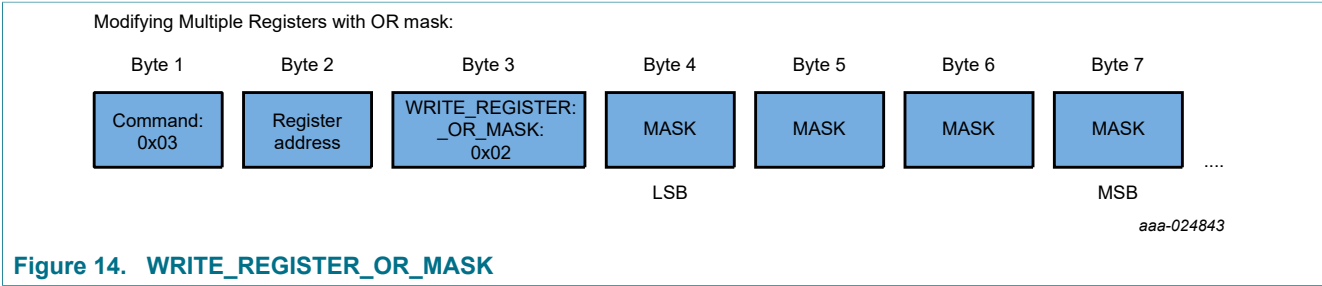 Modifying Multiple Registers with OR mask:
Byte 1 Byte 2 Byte 3 Byte 4 Byte 5 Byte 6 Byte 7
Command:
0x03
Register
address
WRITE_REGISTER:
_OR_MASK:
0x02
MASK
MASK
MASK
MASK
....
LSB MSB
aaa-024843
Figure 14. WRITE_REGISTER_OR_MASK